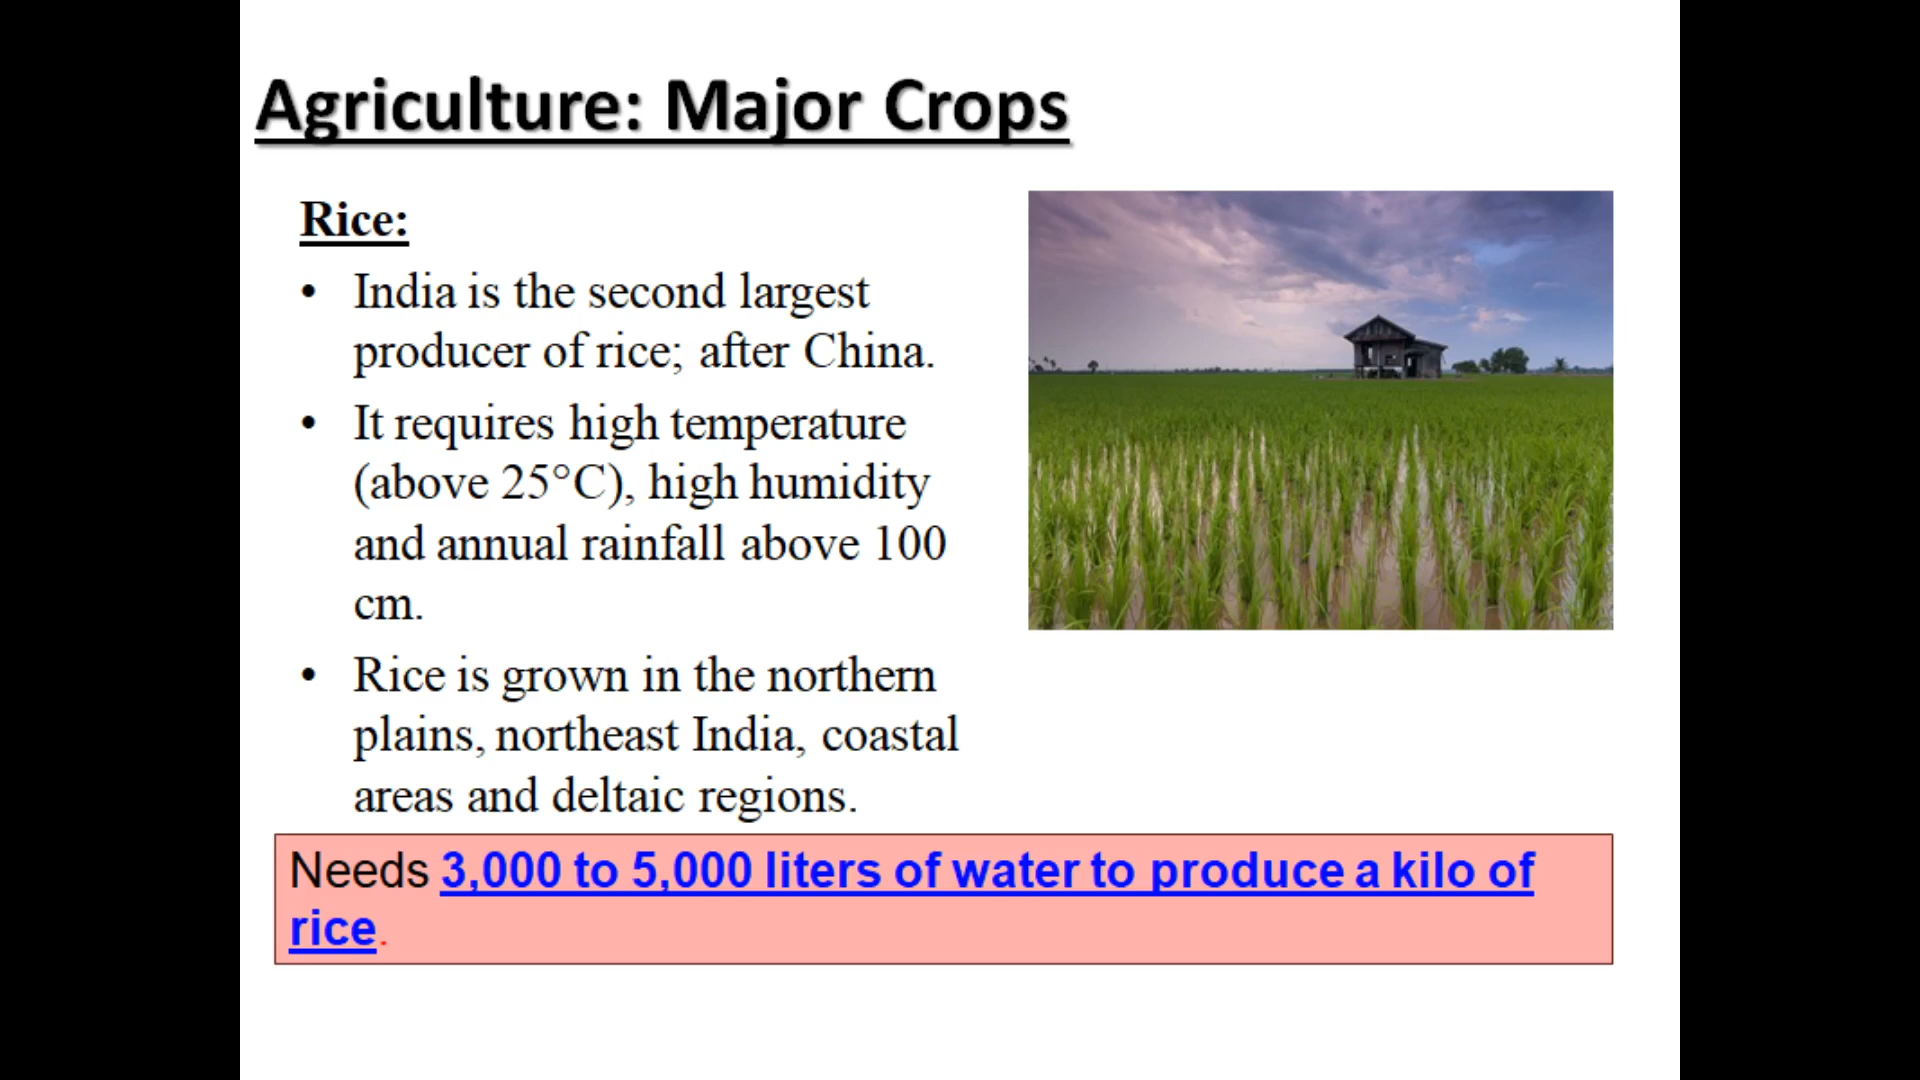 Agriculture: Major Crops
Rice:
• India is the second largest
producer of rice; after China.
• It requires high temperature
(above 25°C), high humidity
and annual rainfall above 100
cm.
• Rice is grown in the northern
plains, northeast India, coastal
areas and deltaic regions.
Needs 3,000 to 5,000 liters of water to produce a kilo of
rice.